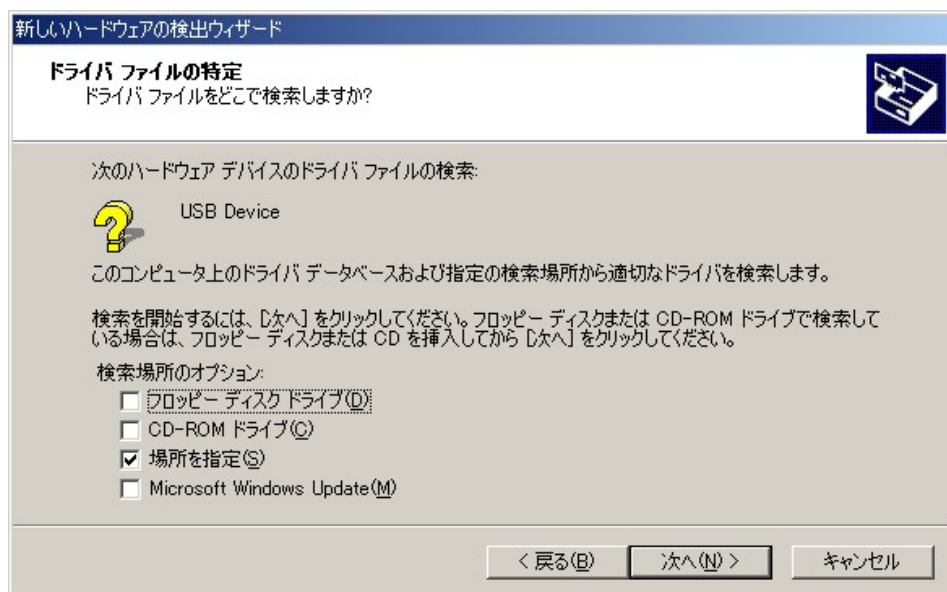 新しいハードウェアの検出ウィザード
ドライバ ファイルの特定
ドライバ ファイルをどこで検索しますか?
次のハードウェア デバイスのドライバ ファイルの検索:
USB Device
このコンピュータ上のドライバ データベースおよび指定の検索場所から適切なドライバを検索します。
検索を開始するには、[次へ] をクリックしてください。フロッピー ディスクまたは CD-ROM ドライブで検索して
いる場合は、フロッピー ディスクまたは CD を挿入してから [次へ] をクリックしてください。
検索場所のオプション:
フロッピー ディスク ドライブ(D)
CD-ROM ドライブ(C)
場所を指定(S)
Microsoft Windows Update(M)
< 戻る(B)
次へ(N) >
キャンセル